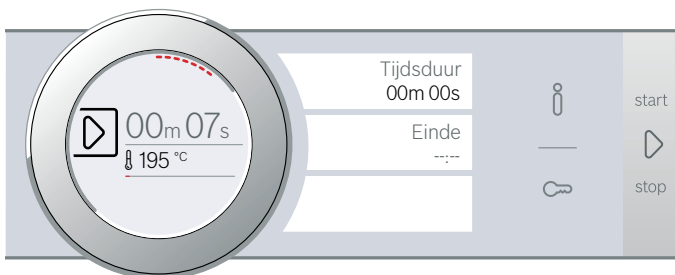 00m 07s
195 °C
Tijdsduur
00m 00s
Einde
--:--
start
stop